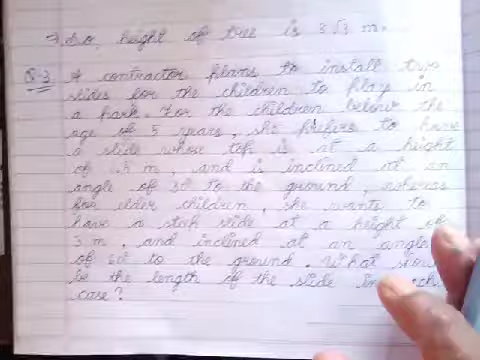 → So, height of tree is 3√3 m.
Q-3 A contractor plans to install two
slides for the children to play in
a park. For the children below the
age of 5 years, she prefers to have
a slide whose top is at a height
of 1.5 m, and is inclined at an
angle of 30° to the ground, whereas
for elder children, she wants to
have a steep slide at a height of
3 m, and inclined at an angle
of 60° to the ground. What
be the length of the slide in
case?